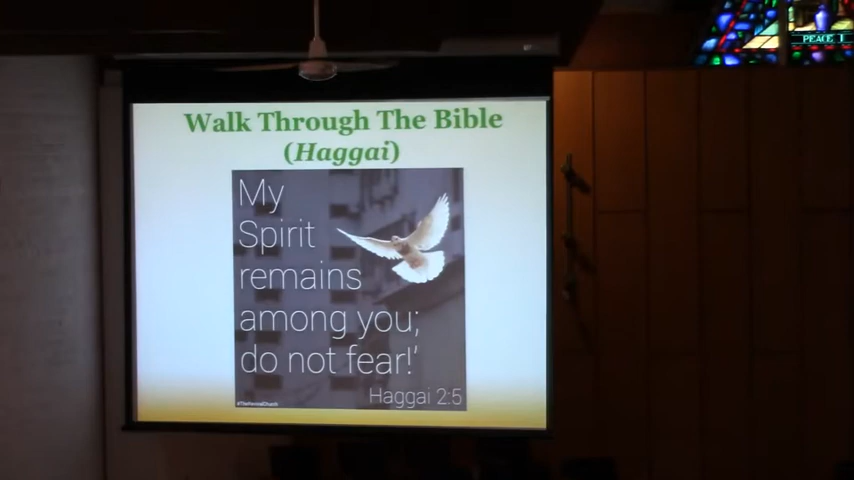 PEACE I
Walk Through The Bible
(Haggai)
My
Spirit
remains
among you;
do not fear!'
Haggai 2:5